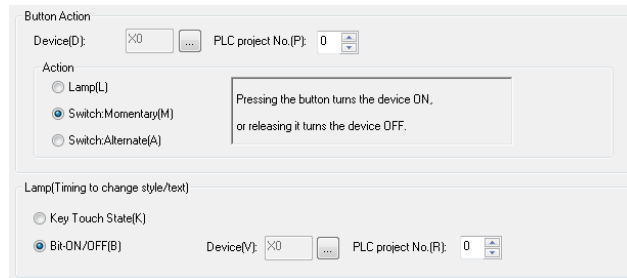 Button Action
Device(D): X0 ... PLC project No.(P): 0
Action
Lamp(L)
Switch:Momentary(M)
Switch:Alternate(A)
Pressing the button turns the device ON,
or releasing it turns the device OFF.
Lamp(Timing to change style/text)
Key Touch State(K)
Bit-ON/OFF(B) Device(V): X0 ... PLC project No.(R): 0